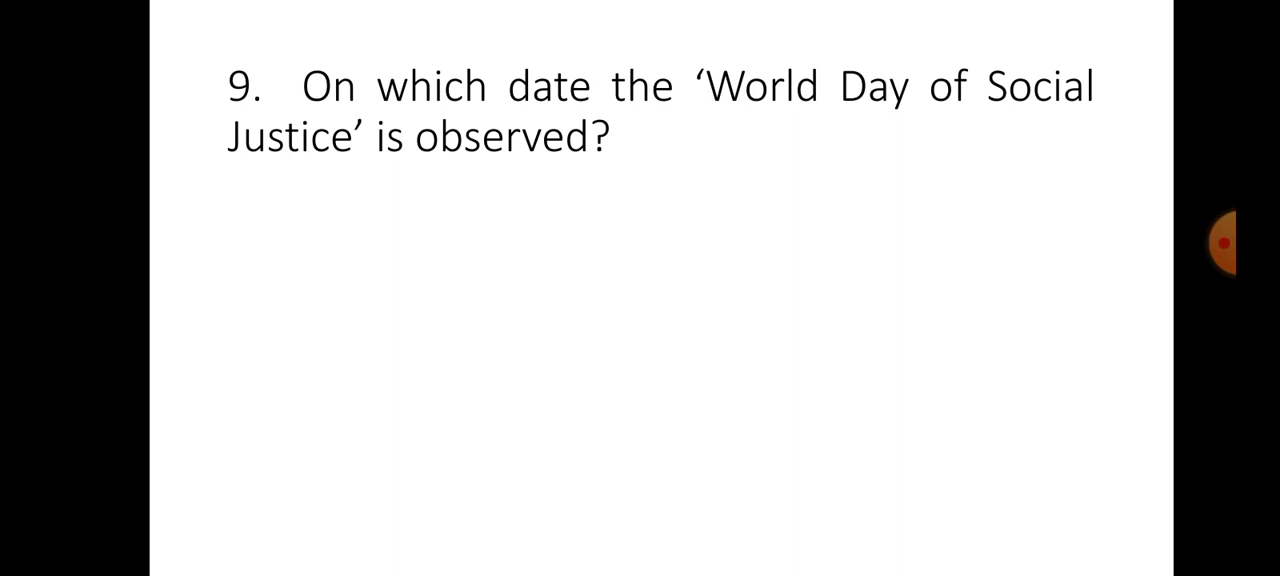 9. On which date the ‘World Day of Social
Justice’ is observed?